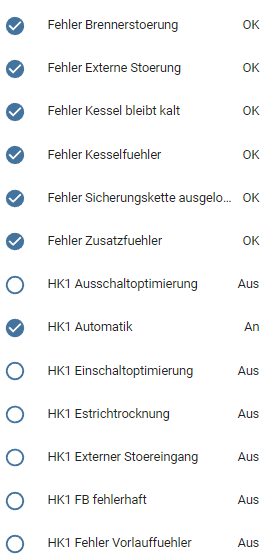 Fehler Brennerstoerung OK
Fehler Externe Stoerung OK
Fehler Kessel bleibt kalt OK
Fehler Kesselfuehler OK
Fehler Sicherungskette ausgelo... OK
Fehler Zusatzfuehler OK
HK1 Ausschaltoptimierung Aus
HK1 Automatik An
HK1 Einschaltoptimierung Aus
HK1 Estrichtrocknung Aus
HK1 Externer Stoereingang Aus
HK1 FB fehlerhaft Aus
HK1 Fehler Vorlauffuehler Aus